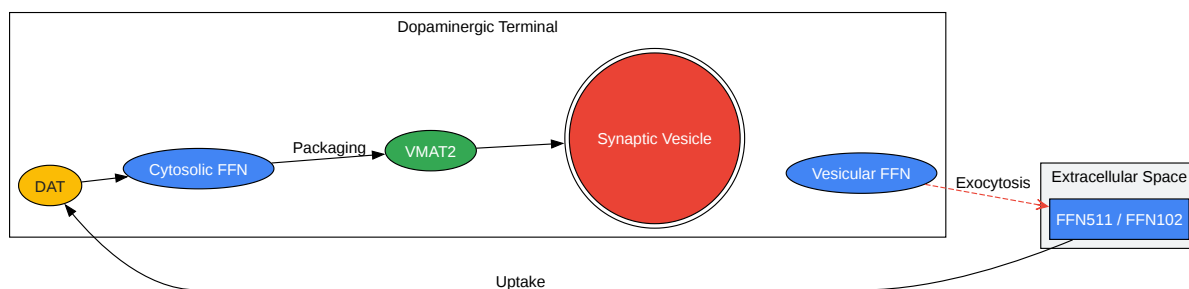 Dopaminergic Terminal
Synaptic Vesicle
Packaging
VMAT2
Cytosolic FFN
DAT
Vesicular FFN
Exocytosis
Extracellular Space
FFN511 / FFN102
Uptake